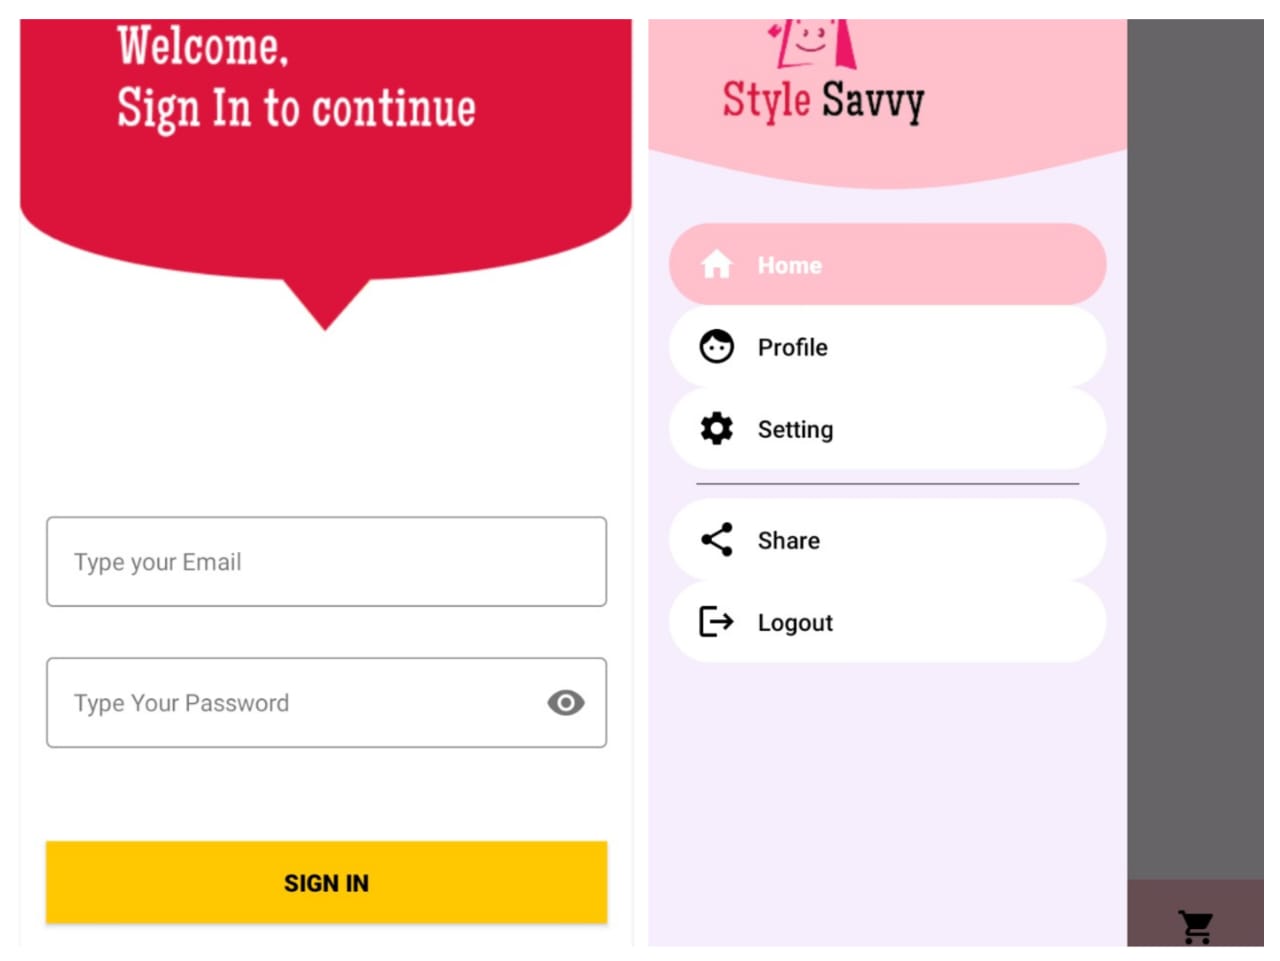 Welcome,
Sign In to continue
Type your Email
Type Your Password
SIGN IN
Style Savvy
Home
Profile
Setting
Share
Logout